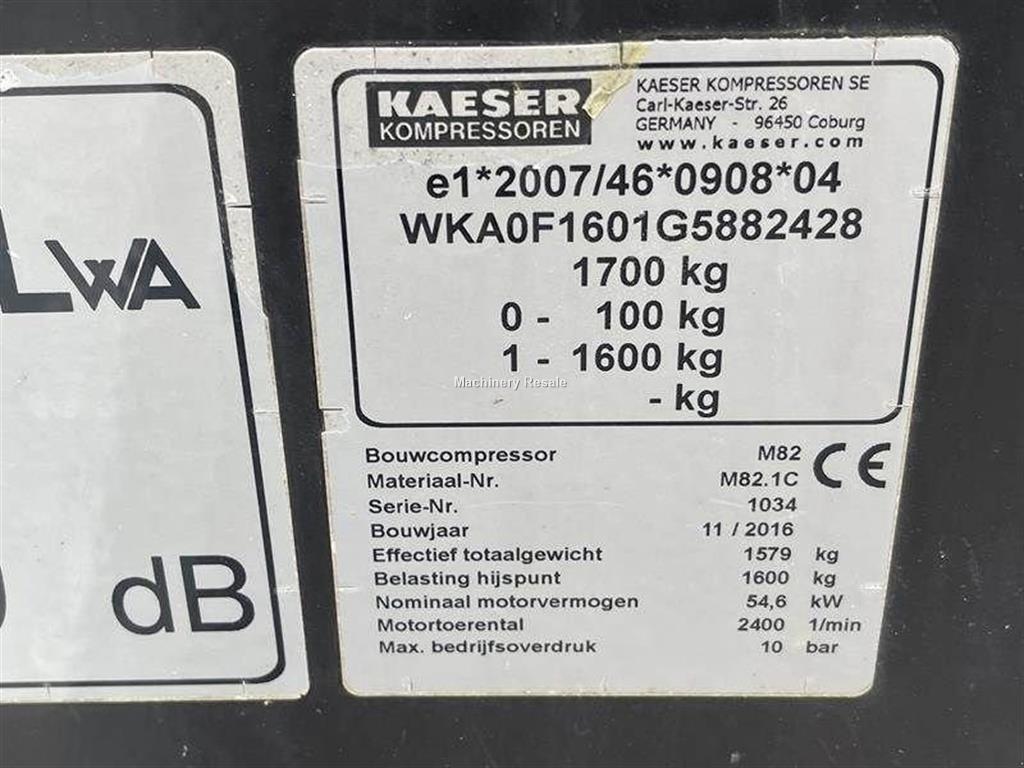 KAESER
KOMPRESSOREN
KAESER KOMPRESSOREN SE
Carl-Kaeser-Str. 26
GERMANY - 96450 Coburg
www.kaeser.com
e1*2007/46*0908*04
WKA0F1601G5882428
1700 kg
0 - 100 kg
1 - 1600 kg
- kg
Machinery Resale
Bouwcompressor M82
Materiaal-Nr. M82.1C
Serie-Nr. 1034
Bouwjaar 11 / 2016
Effectief totaalgewicht 1579 kg
Belasting hijspunt 1600 kg
Nominaal motorvermogen 54,6 kW
Motortoerental 2400 1/min
Max. bedrijfsoverdruk 10 bar
CE
LWA
dB